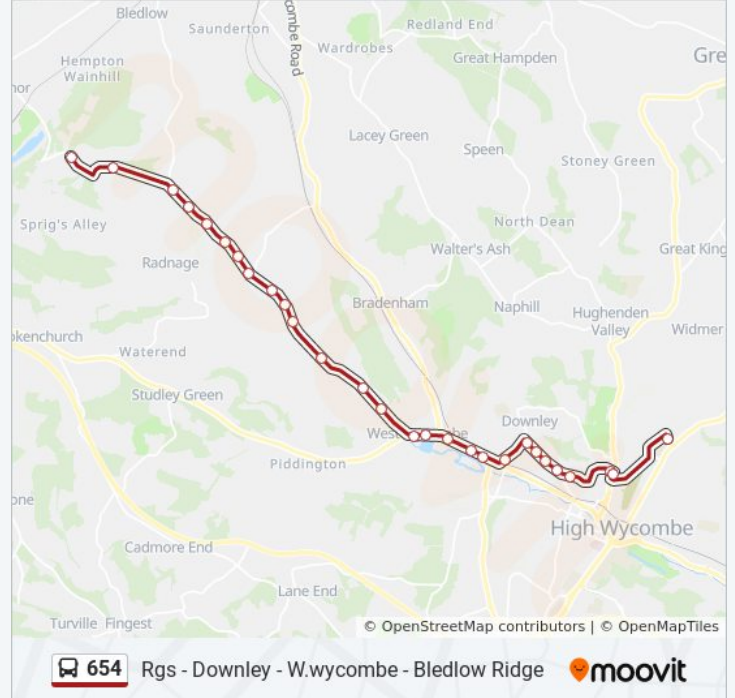 Bledlow
Saunderton
combe Road
Redland End
Wardrobes
Great Hampden
Gre
Hempton
Wainhill
nor
Lacey Green
Speen
Stoney Green
Sprig's Alley
North Dean
Radnage
Walter's Ash
Great King
Bradenham
Naphill
Hughenden
Valley
okenchurch
Widmer
Waterend
Studley Green
Downley
West
be
Piddington
one
High Wycombe
Cadmore End
Lane End
Turville
Fingest
© OpenStreetMap contributors | © OpenMapTiles
654 Rgs - Downley - W.wycombe - Bledlow Ridge
moovit